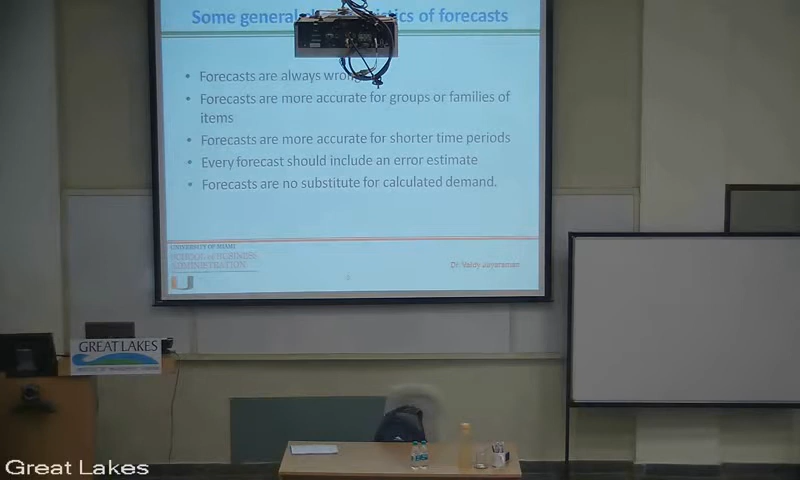 Some general istics of forecasts
• Forecasts are always wrong
• Forecasts are more accurate for groups or families of
items
• Forecasts are more accurate for shorter time periods
• Every forecast should include an error estimate
• Forecasts are no substitute for calculated demand.
UNIVERSITY OF MIAMI
SCHOOL of BUSINESS
ADMINISTRATION
Dr. Vaidy Jayaraman
U
GREAT LAKES
Great Lakes